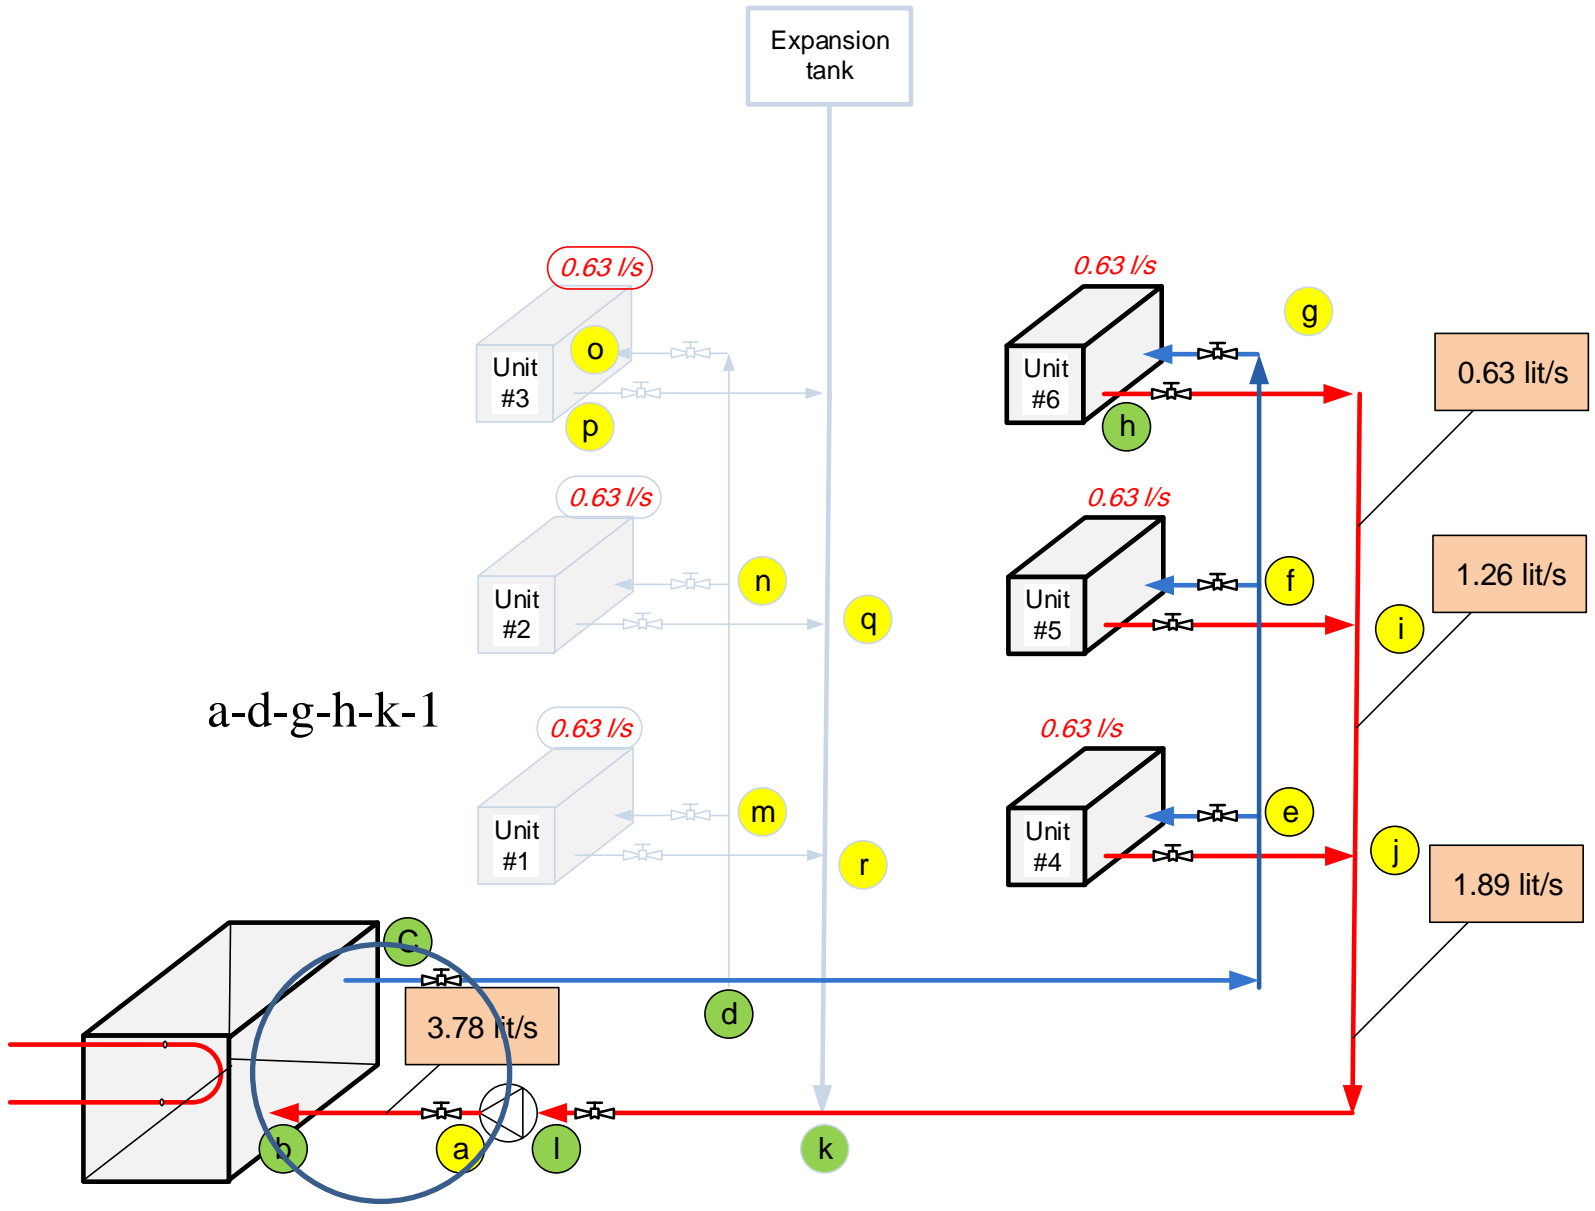 Expansion
tank
0.63 l/s
0.63 l/s
g
o
Unit
#3
p
Unit
#6
h
0.63 lit/s
0.63 l/s
0.63 l/s
n
f
1.26 lit/s
Unit
#2
q
Unit
#5
i
a-d-g-h-k-l
0.63 l/s
0.63 l/s
m
e
Unit
#1
r
Unit
#4
j
1.89 lit/s
C
3.78 lit/s
d
b
a
l
k